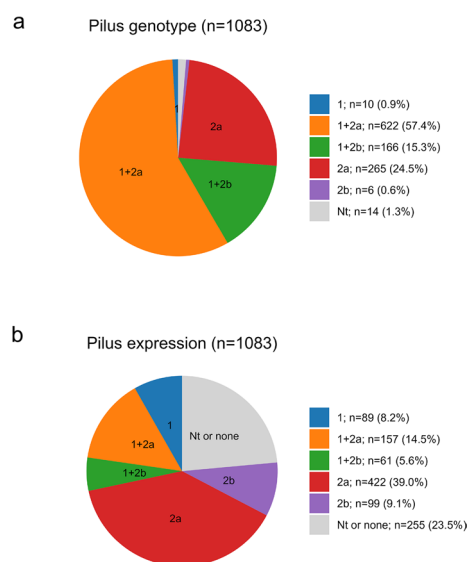 a
Pilus genotype (n=1083)
1
2a
1+2a
1+2b
1; n=10 (0.9%)
1+2a; n=622 (57.4%)
1+2b; n=166 (15.3%)
2a; n=265 (24.5%)
2b; n=6 (0.6%)
Nt; n=14 (1.3%)
b
Pilus expression (n=1083)
1
Nt or none
1+2a
1+2b
2b
2a
1; n=89 (8.2%)
1+2a; n=157 (14.5%)
1+2b; n=61 (5.6%)
2a; n=422 (39.0%)
2b; n=99 (9.1%)
Nt or none; n=255 (23.5%)